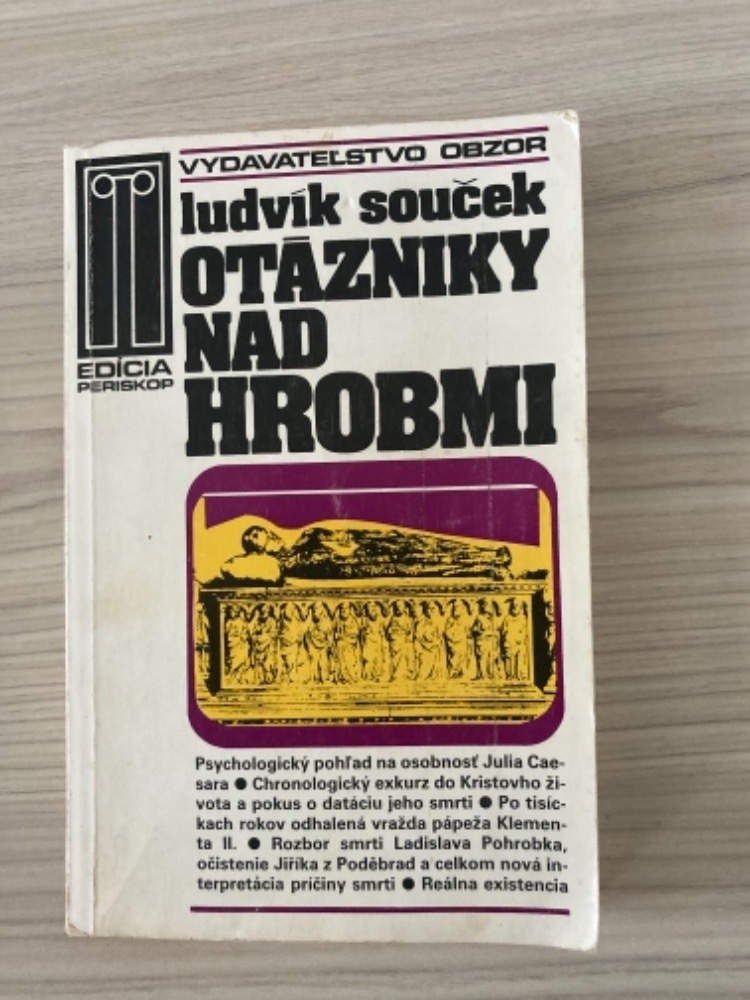 VYDAVATEĽSTVO OBZOR
ludvík souček
OTÁZNIKY
NAD
HROBMI
EDÍCIA
PERISKOP
Psychologický pohľad na osobnosť Julia Cae-
sara ● Chronologický exkurz do Kristovho ži-
vota a pokus o datáciu jeho smrti ● Po tisíc-
kach rokov odhalená vražda pápeža Klemen-
ta II. ● Rozbor smrti Ladislava Pohrobka,
očistenie Jiříka z Poděbrad a celkom nová in-
terpretácia príčiny smrti ● Reálna existencia